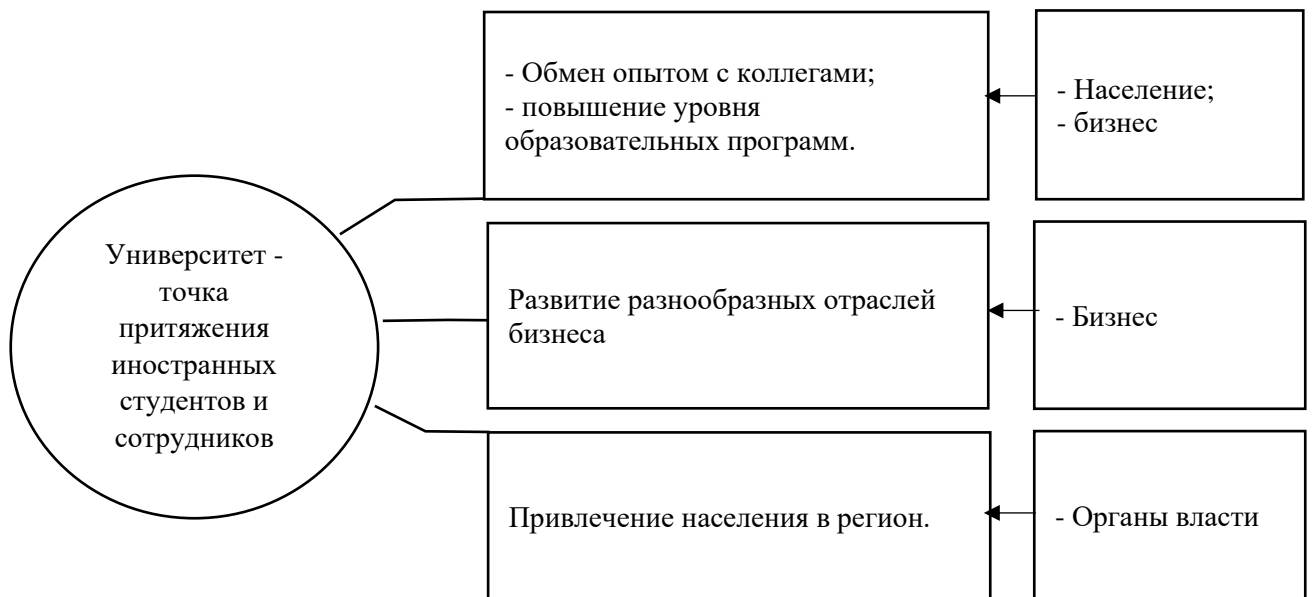 - Обмен опытом с коллегами;
- повышение уровня
образовательных программ.
- Население;
- бизнес
Университет -
точка
притяжения
иностранных
студентов и
сотрудников
Развитие разнообразных отраслей
бизнеса
- Бизнес
Привлечение населения в регион.
- Органы власти